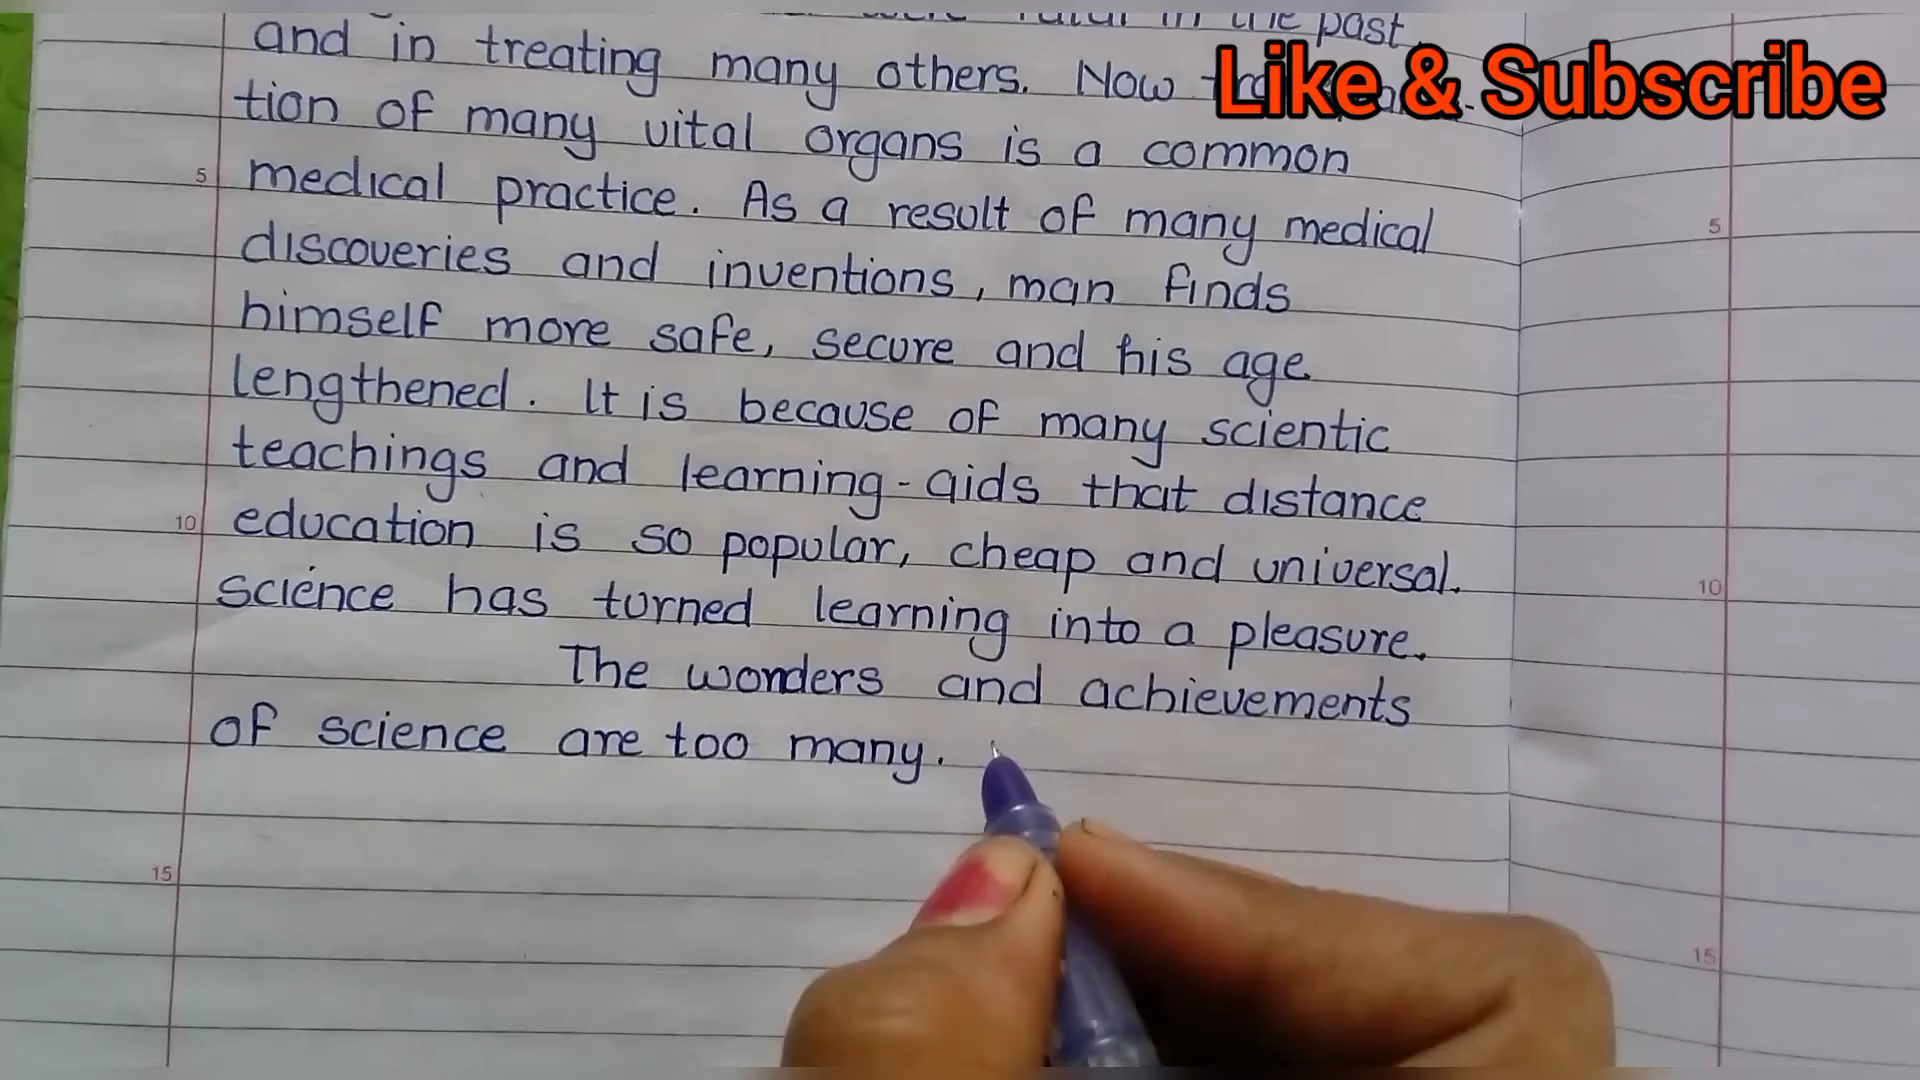 in the past
and in treating many others. Now
Like & Subscribe
tion of many vital organs is a common
5 medical practice. As a result of many medical
5
discoveries and inventions, man finds
himself more safe, secure and his age
lengthened. It is because of many scientic
teachings and learning-aids that distance
10 education is so popular, cheap and universal.
10
science has turned learning into a pleasure.
The wonders and achievements
of science are too many.
15
15